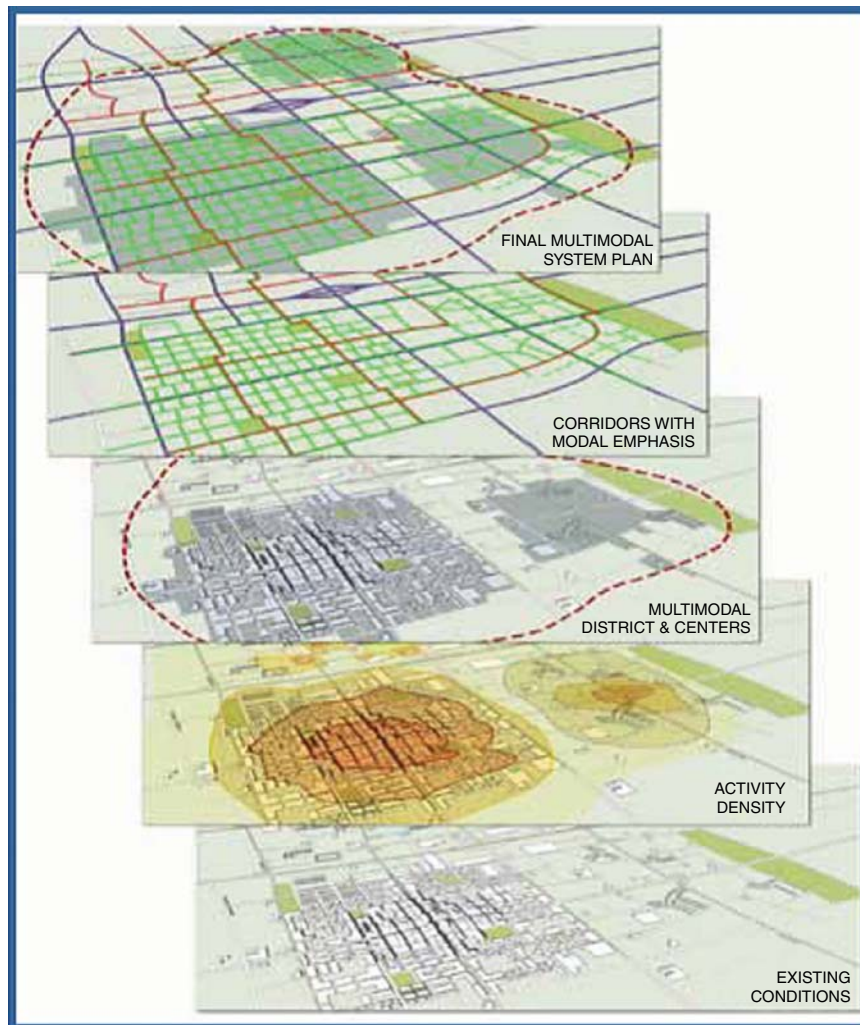 FINAL MULTIMODAL
SYSTEM PLAN
CORRIDORS WITH
MODAL EMPHASIS
MULTIMODAL
DISTRICT & CENTERS
ACTIVITY
DENSITY
EXISTING
CONDITIONS